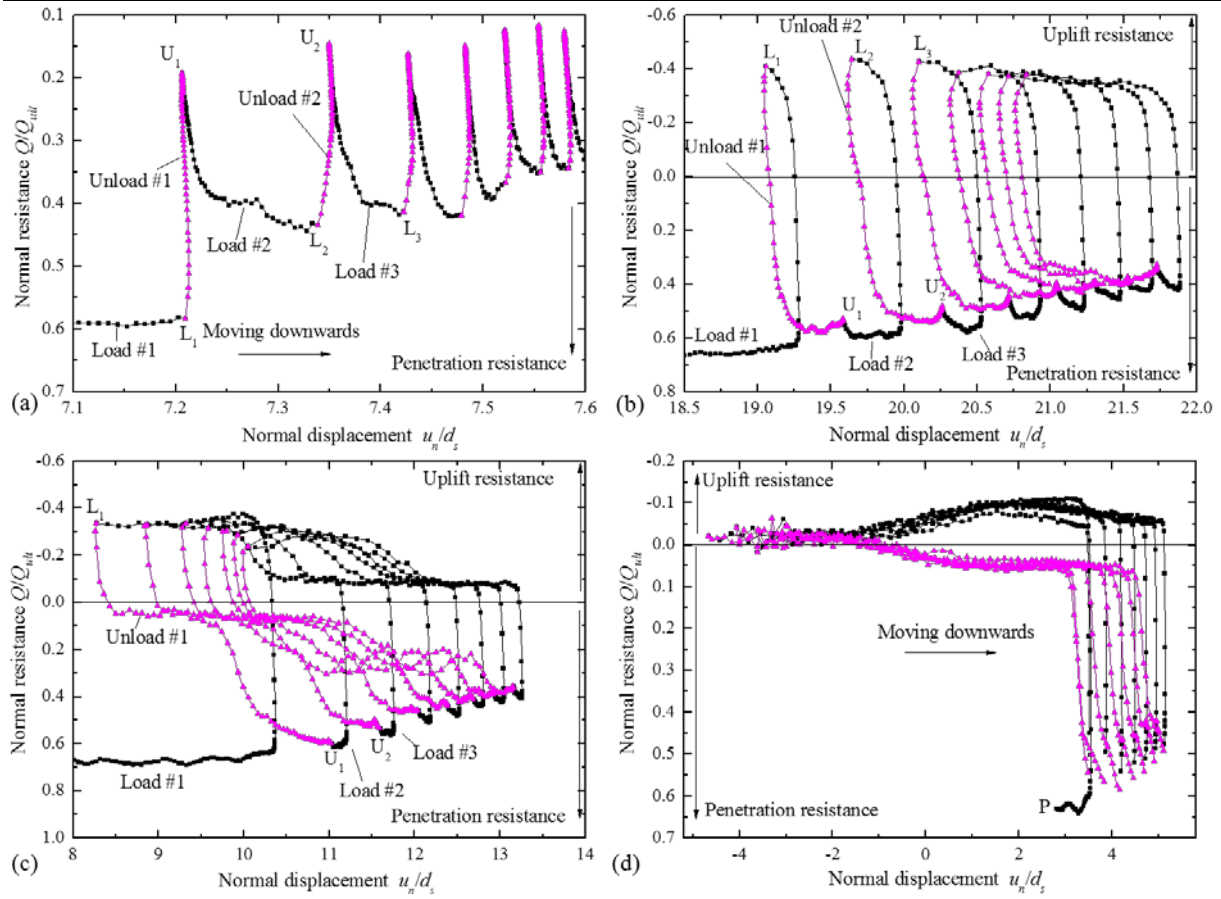 0.1
0.2
0.3
0.4
0.5
0.6
0.7
7.1
7.2
7.3
7.4
7.5
7.6
Normal resistance Q/Qult
Normal displacement un/ds
U1
U2
Unload #2
Unload #1
Load #2
L2
Load #3
L3
L1
Load #1
Moving downwards
Penetration resistance
(a)
-0.6
-0.4
-0.2
0.0
0.2
0.4
0.6
0.8
18.5
19.0
19.5
20.0
20.5
21.0
21.5
22.0
Normal resistance Q/Qult
Normal displacement un/ds
Unload #2
Uplift resistance
L1
L2
L3
Unload #1
U1
U2
Load #1
Load #2
Load #3
Penetration resistance
(b)
-0.6
-0.4
-0.2
0.0
0.2
0.4
0.6
0.8
1.0
8
9
10
11
12
13
14
Normal resistance Q/Qult
Normal displacement un/ds
Uplift resistance
L1
Unload #1
U1
U2
Load #3
Load #1
Load #2
Penetration resistance
(c)
-0.2
-0.1
0.0
0.1
0.2
0.3
0.4
0.5
0.6
0.7
-4
-2
0
2
4
Normal resistance Q/Qult
Normal displacement un/ds
Uplift resistance
Moving downwards
P
Penetration resistance
(d)